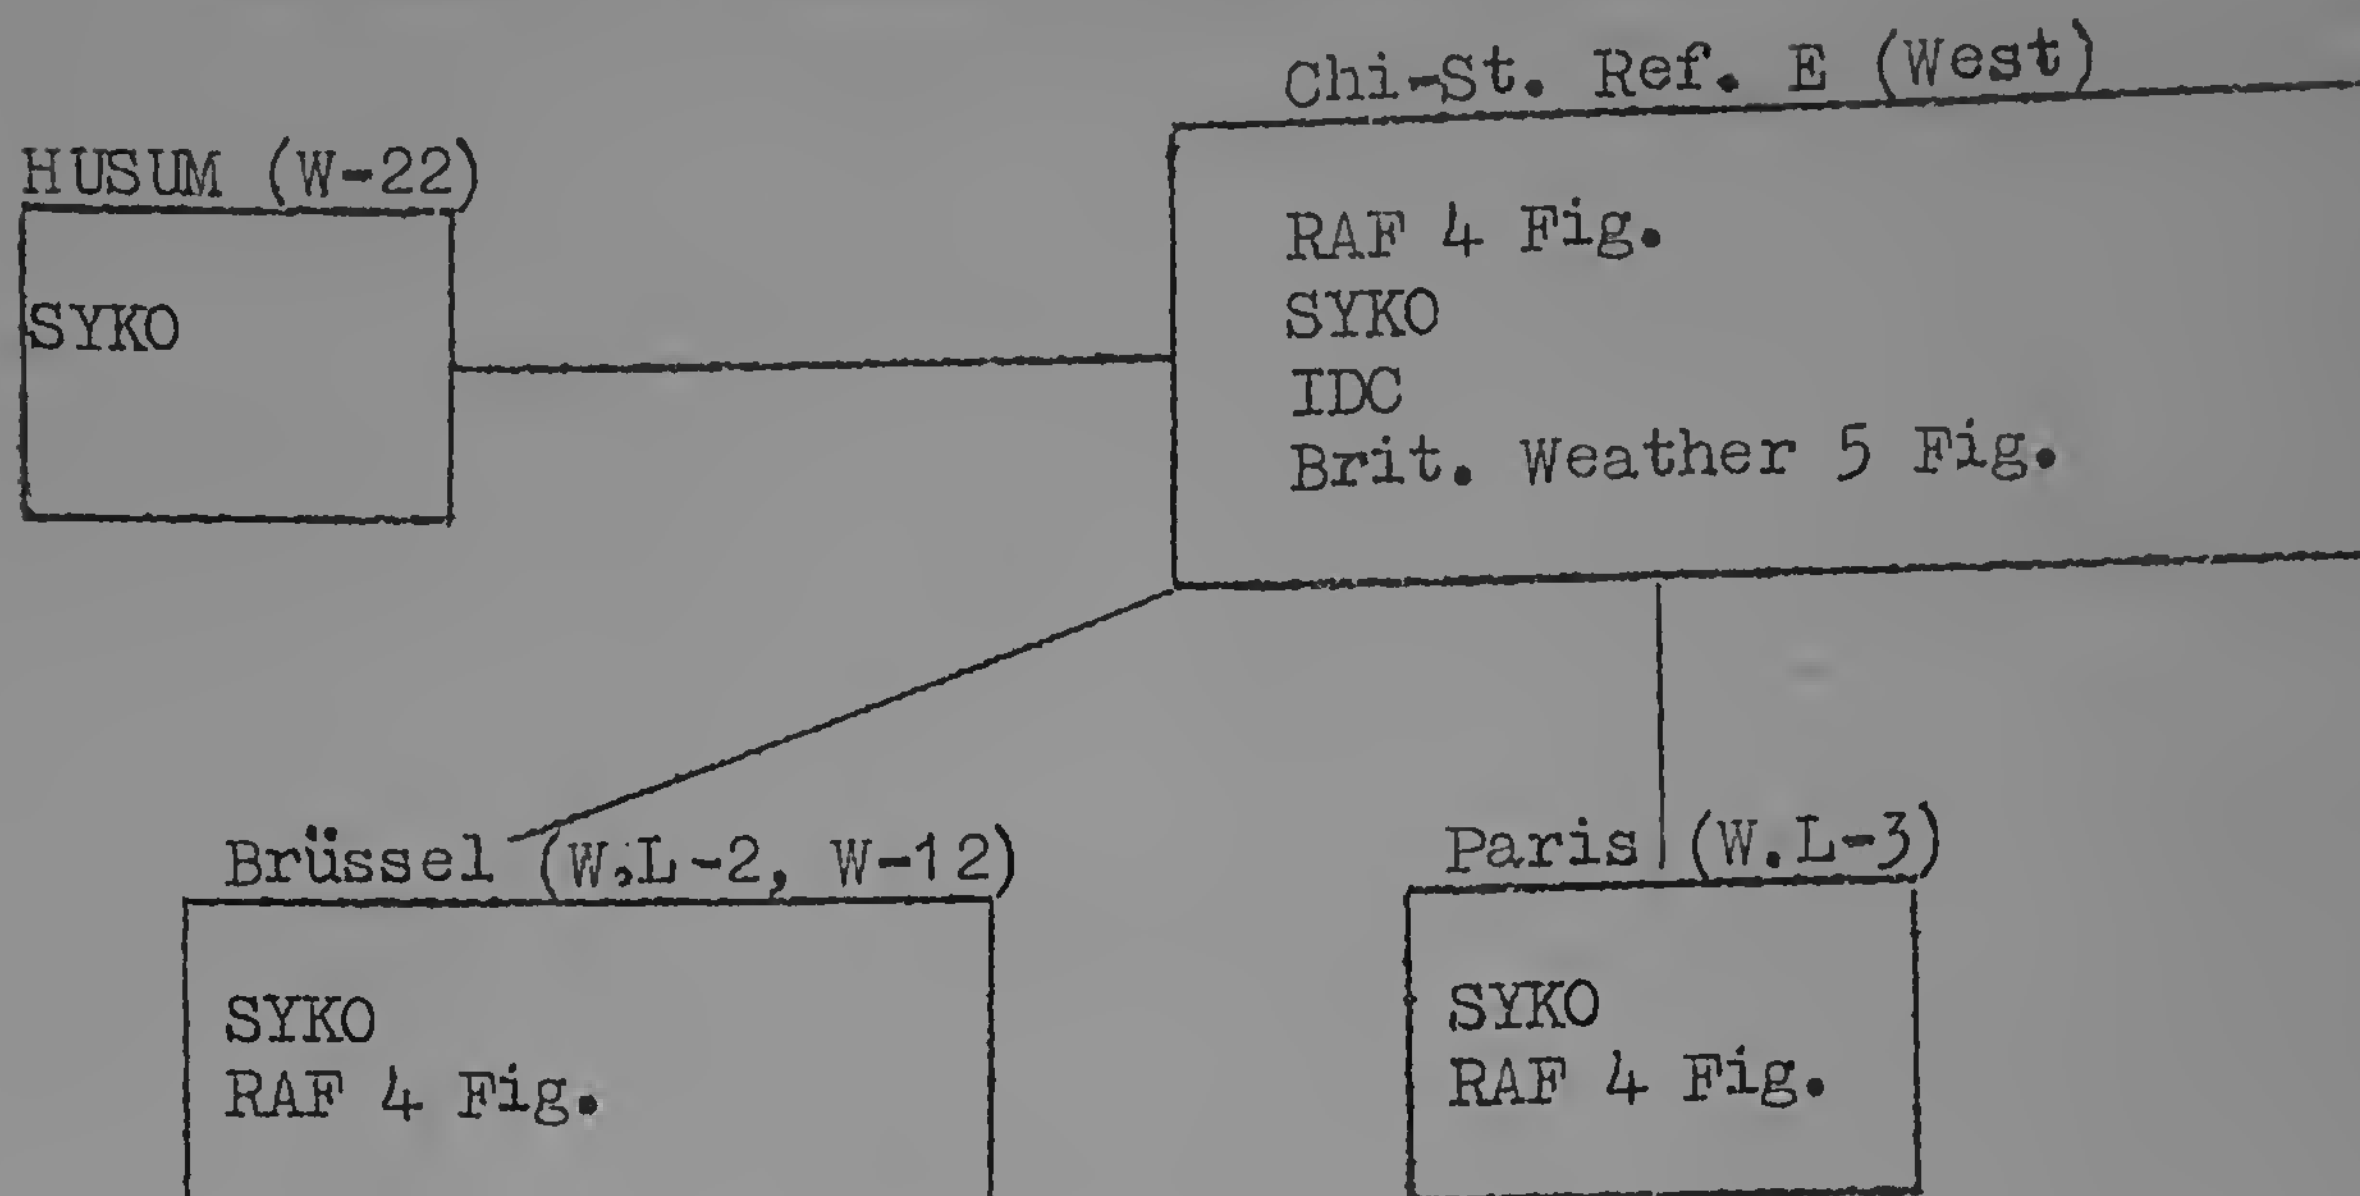 Chi-St. Ref. E (West)
HUSUM (W-22)
RAF 4 Fig.
SYKO
SYKO
IDC
Brit. Weather 5 Fig.
Brüssel (W.L-2, W-12)
Paris (W.L-3)
SYKO
RAF 4 Fig.
SYKO
RAF 4 Fig.